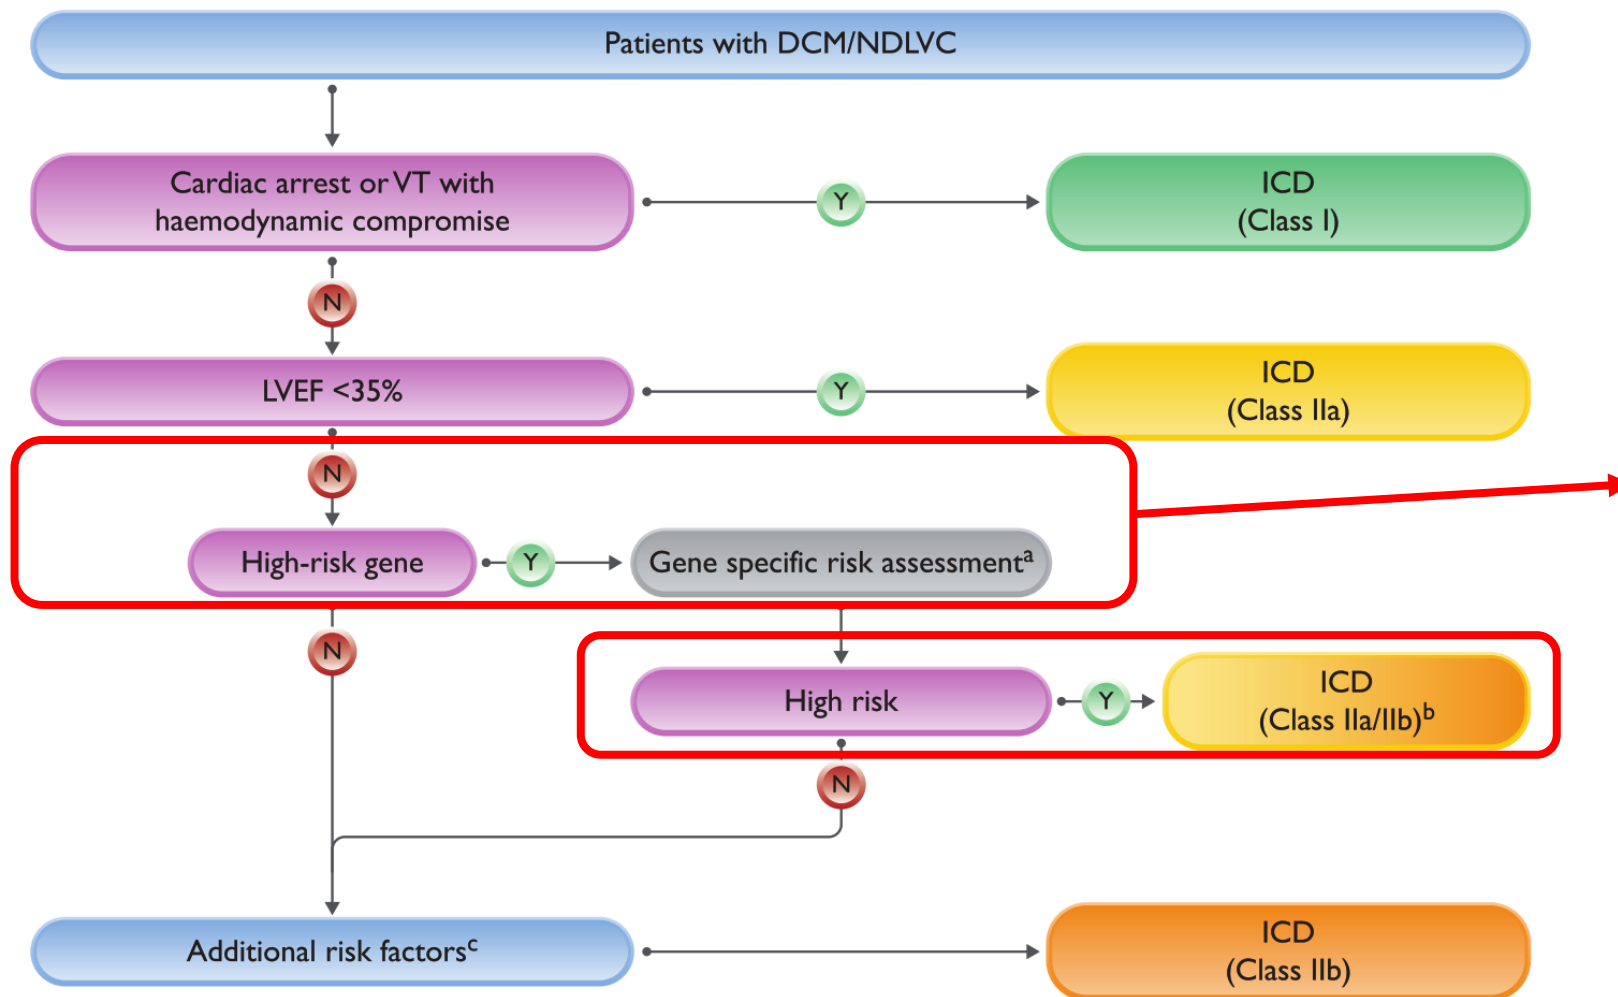 Patients with DCM/NDLVC
Cardiac arrest or VT with
haemodynamic compromise
Y
ICD
(Class I)
N
LVEF <35%
Y
ICD
(Class IIa)
N
High-risk gene
Y
Gene specific risk assessmentᵃ
N
High risk
Y
ICD
(Class IIa/IIb)ᵇ
N
Additional risk factorsᶜ
ICD
(Class IIb)